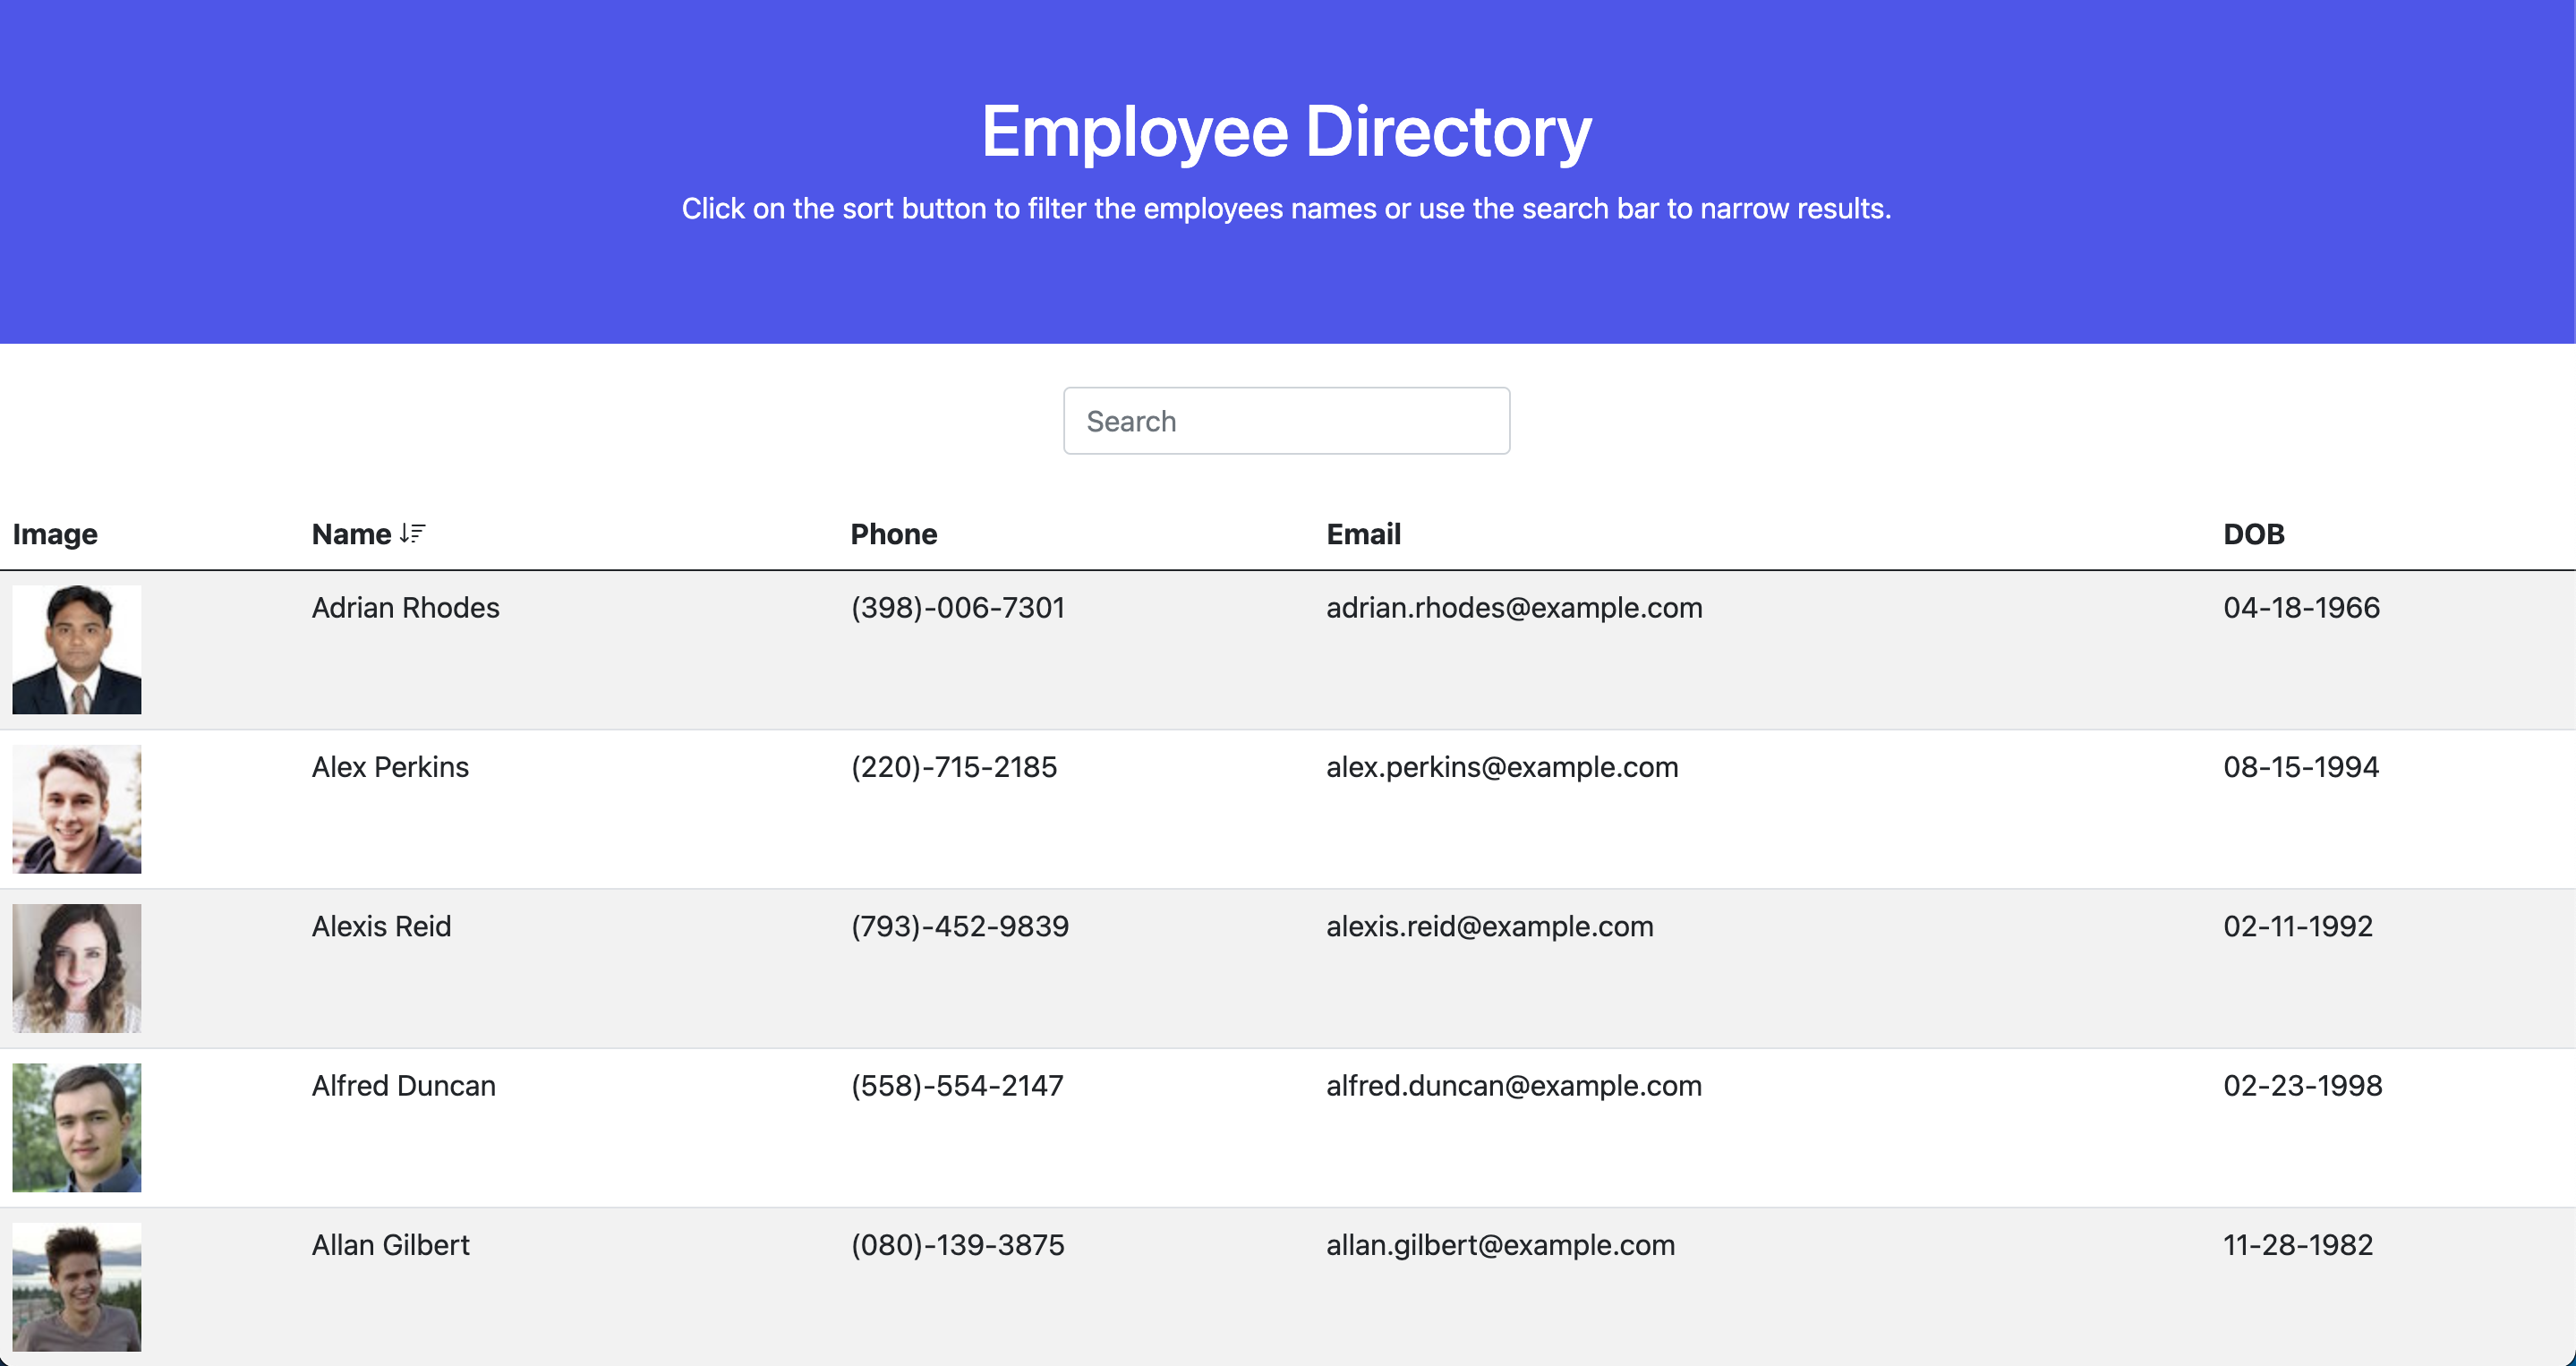 Employee Directory
Click on the sort button to filter the employees names or use the search bar to narrow results.
Search
Image Name Phone Email DOB
Adrian Rhodes (398)-006-7301 adrian.rhodes@example.com 04-18-1966
Alex Perkins (220)-715-2185 alex.perkins@example.com 08-15-1994
Alexis Reid (793)-452-9839 alexis.reid@example.com 02-11-1992
Alfred Duncan (558)-554-2147 alfred.duncan@example.com 02-23-1998
Allan Gilbert (080)-139-3875 allan.gilbert@example.com 11-28-1982